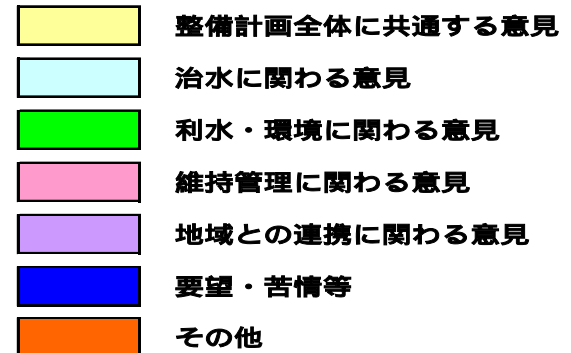 整備計画全体に共通する意見
治水に関わる意見
利水・環境に関わる意見
維持管理に関わる意見
地域との連携に関わる意見
要望・苦情等
その他